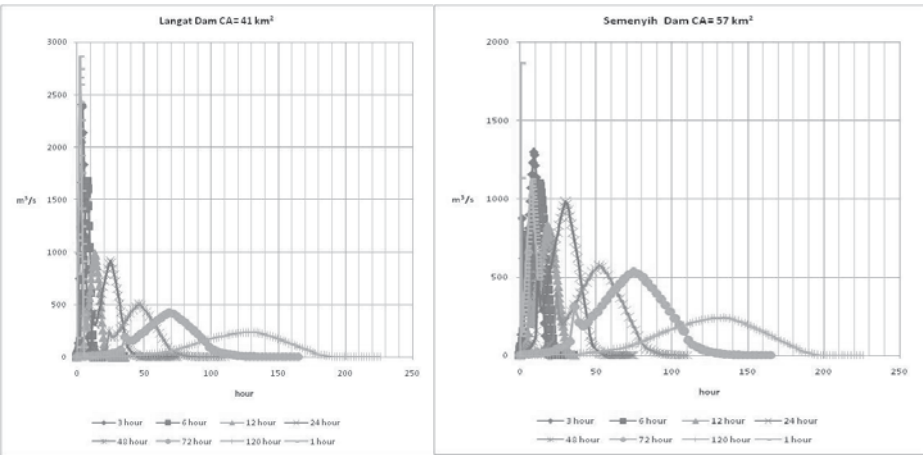 Langat Dam CA= 41 km²
3000
2500
2000
1500
1000
500
0
m³/s
0 50 100 150 200 250
hour
3 hour 6 hour 12 hour 24 hour
48 hour 72 hour 120 hour 1 hour
Semenyih Dam CA= 57 km²
2000
1500
1000
500
0
m³/s
0 50 100 150 200 250
hour
3 hour 6 hour 12 hour 24 hour
48 hour 72 hour 120 hour 1 hour